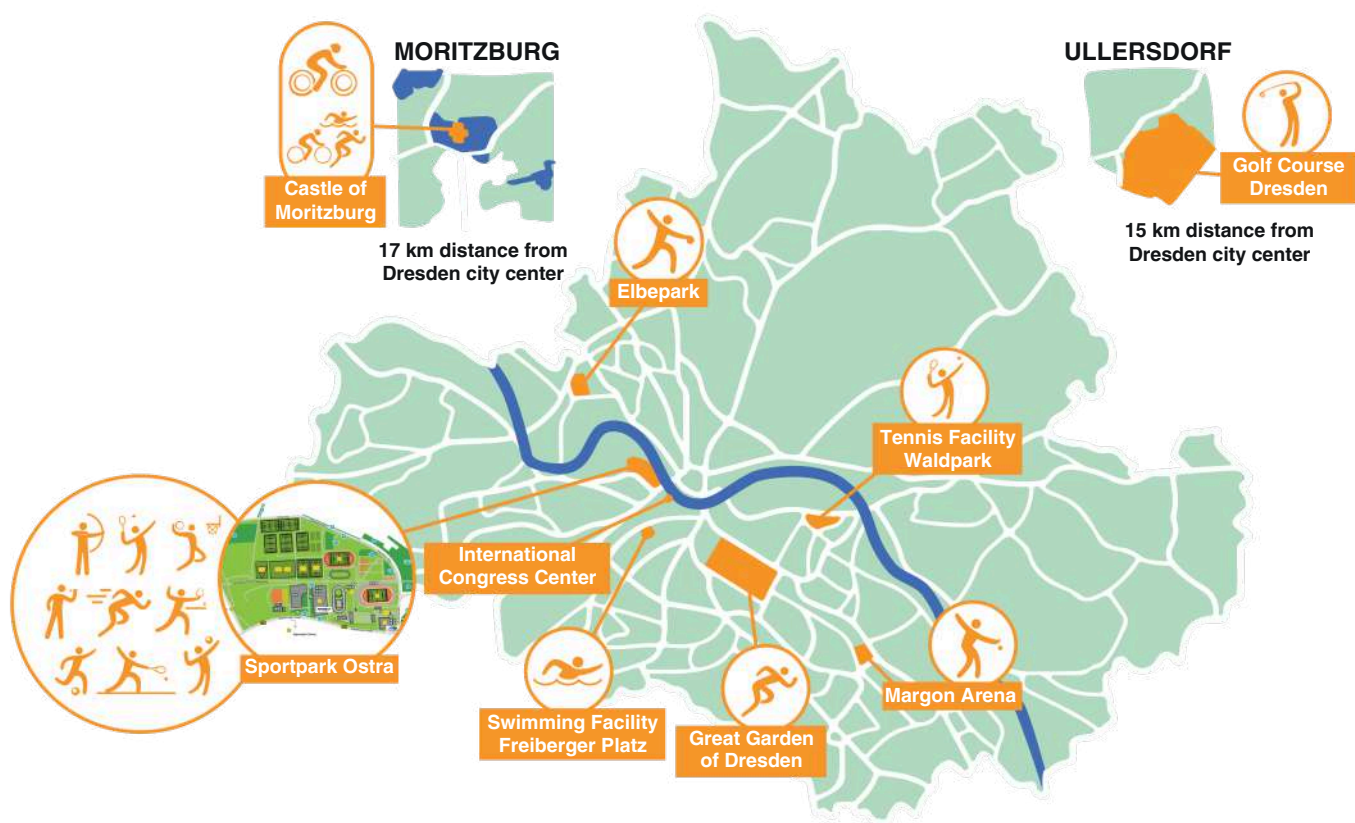 MORITZBURG
Castle of
Moritzburg
17 km distance from
Dresden city center
ULLERSDORF
Golf Course
Dresden
15 km distance from
Dresden city center
Elbepark
Tennis Facility
Waldpark
International
Congress Center
Sportpark Ostra
Margon Arena
Swimming Facility
Freiberger Platz
Great Garden
of Dresden